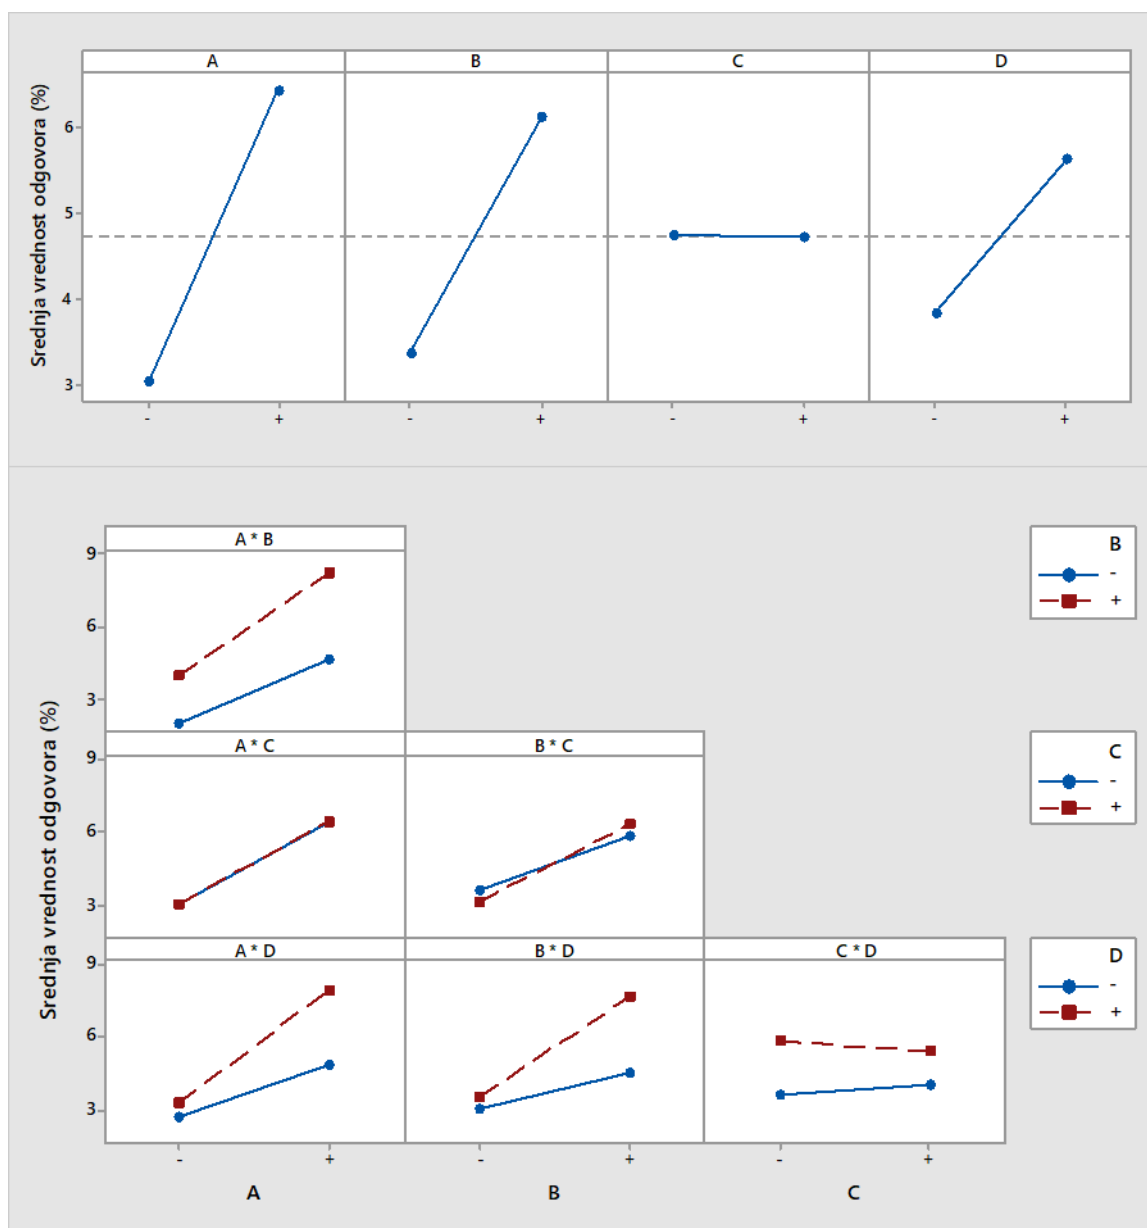 A B C D
Srednja vrednost odgovora (%)
6
5
4
3
- + - + - + - +
A * B
9
6
3
B
-
+
Srednja vrednost odgovora (%)
A * C B * C
9
6
3
C
-
+
A * D B * D C * D
9
6
3
D
-
+
- + - + - +
A B C